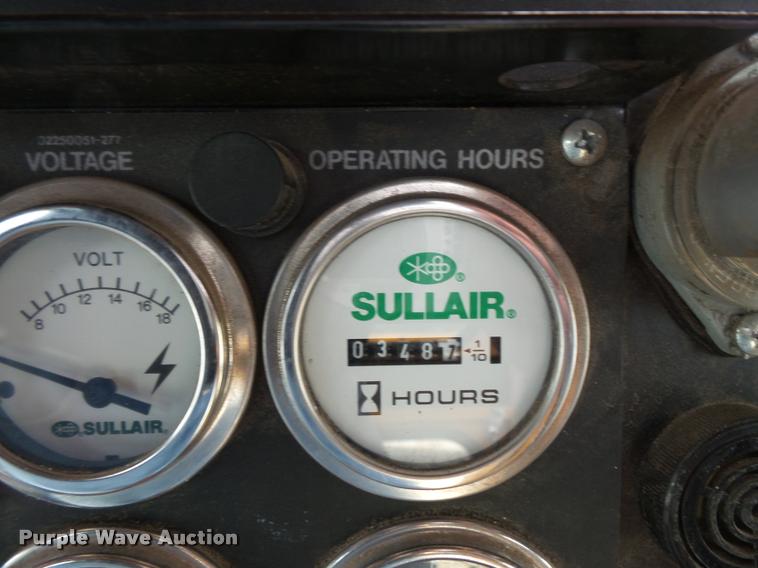 02250051-277
VOLTAGE
OPERATING HOURS
VOLT
8 10 12 14 16 18
SULLAIR
SULLAIR®
03487 1/10
HOURS
Purple Wave Auction